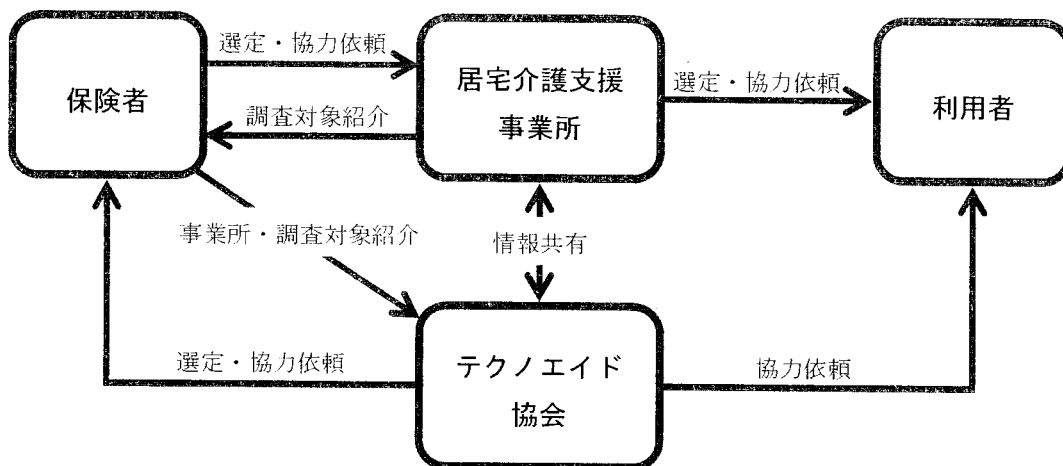 選定・協力依頼
保険者
居宅介護支援
事業所
選定・協力依頼
利用者
調査対象紹介
事業所・調査対象紹介
情報共有
選定・協力依頼
テクノエイド
協会
協力依頼